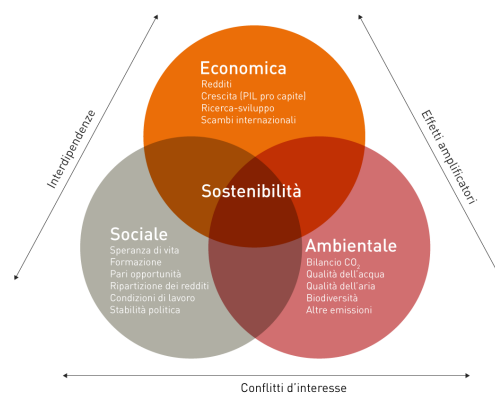 Economica
Redditi
Crescita (PIL pro capite)
Ricerca-sviluppo
Scambi internazionali
Interdipendenze
Effetti amplificatori
Sostenibilità
Sociale
Speranza di vita
Formazione
Pari opportunità
Ripartizione dei redditi
Condizioni di lavoro
Stabilità politica
Ambientale
Bilancio CO₂
Qualità dell'acqua
Qualità dell'aria
Biodiversità
Altre emissioni
Conflitti d'interesse